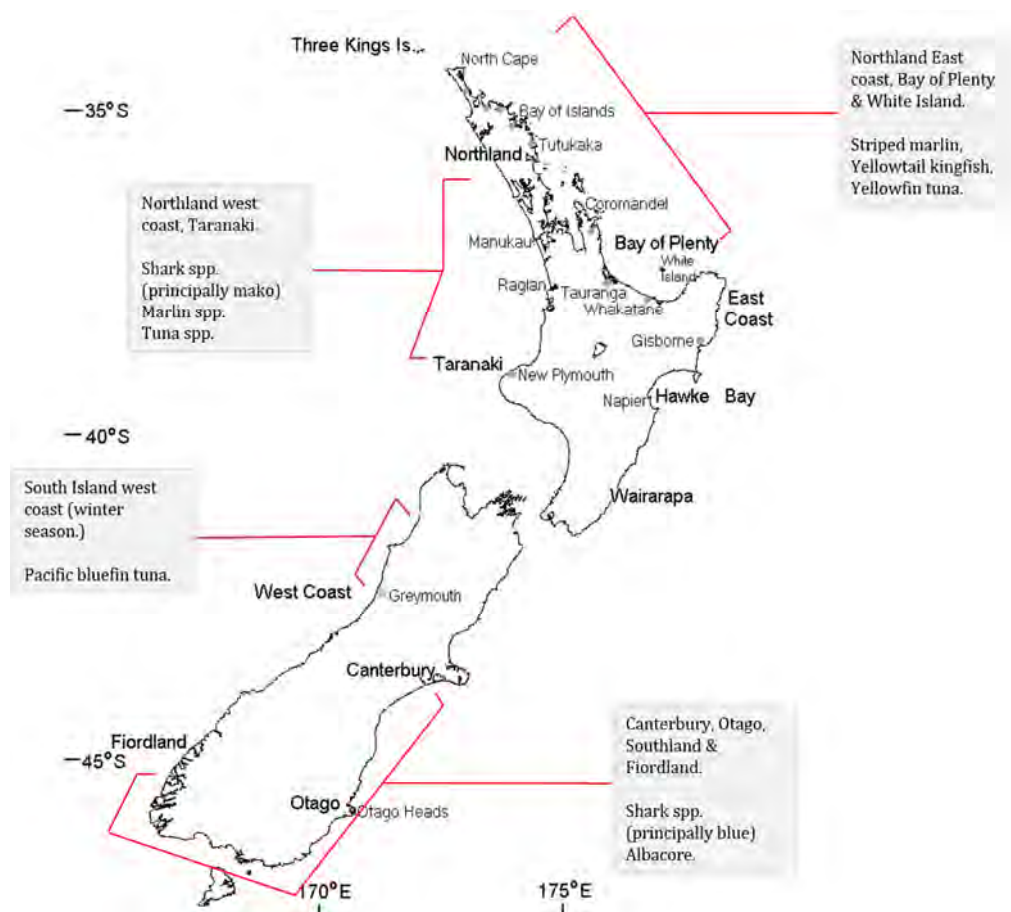 Three Kings Is...
North Cape
Northland East
coast, Bay of Plenty
& White Island.
Striped marlin,
Yellowtail kingfish,
Yellowfin tuna.
35°S
Bay of Islands
Tutukaka
Northland
Northland west
coast, Taranaki.
Shark spp.
(principally mako)
Marlin spp.
Tuna spp.
Coromandel
Manukau
Bay of Plenty
White
Island
Raglan
Tauranga
Whakatane
East
Coast
Gisborne
Taranaki
New Plymouth
Napier
Hawke Bay
40°S
South Island west
coast (winter
season.)
Pacific bluefin tuna.
Wairarapa
West Coast
Greymouth
Canterbury
Canterbury, Otago,
Southland &
Fiordland.
Shark spp.
(principally blue)
Albacore.
Fiordland
45°S
Otago
Otago Heads
170°E
175°E